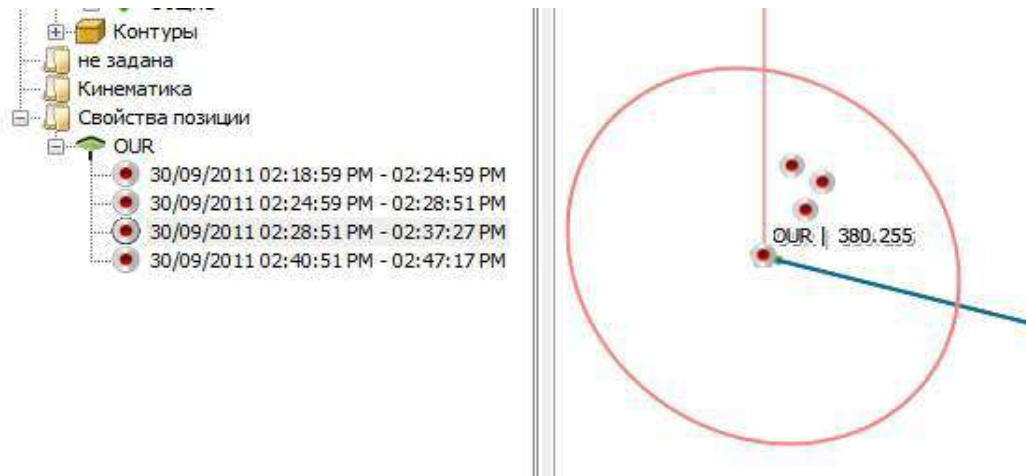 Общие
Контуры
не задана
Кинематика
Свойства позиции
OUR
30/09/2011 02:18:59 PM - 02:24:59 PM
30/09/2011 02:24:59 PM - 02:28:51 PM
30/09/2011 02:28:51 PM - 02:37:27 PM
30/09/2011 02:40:51 PM - 02:47:17 PM
OUR | 380.255